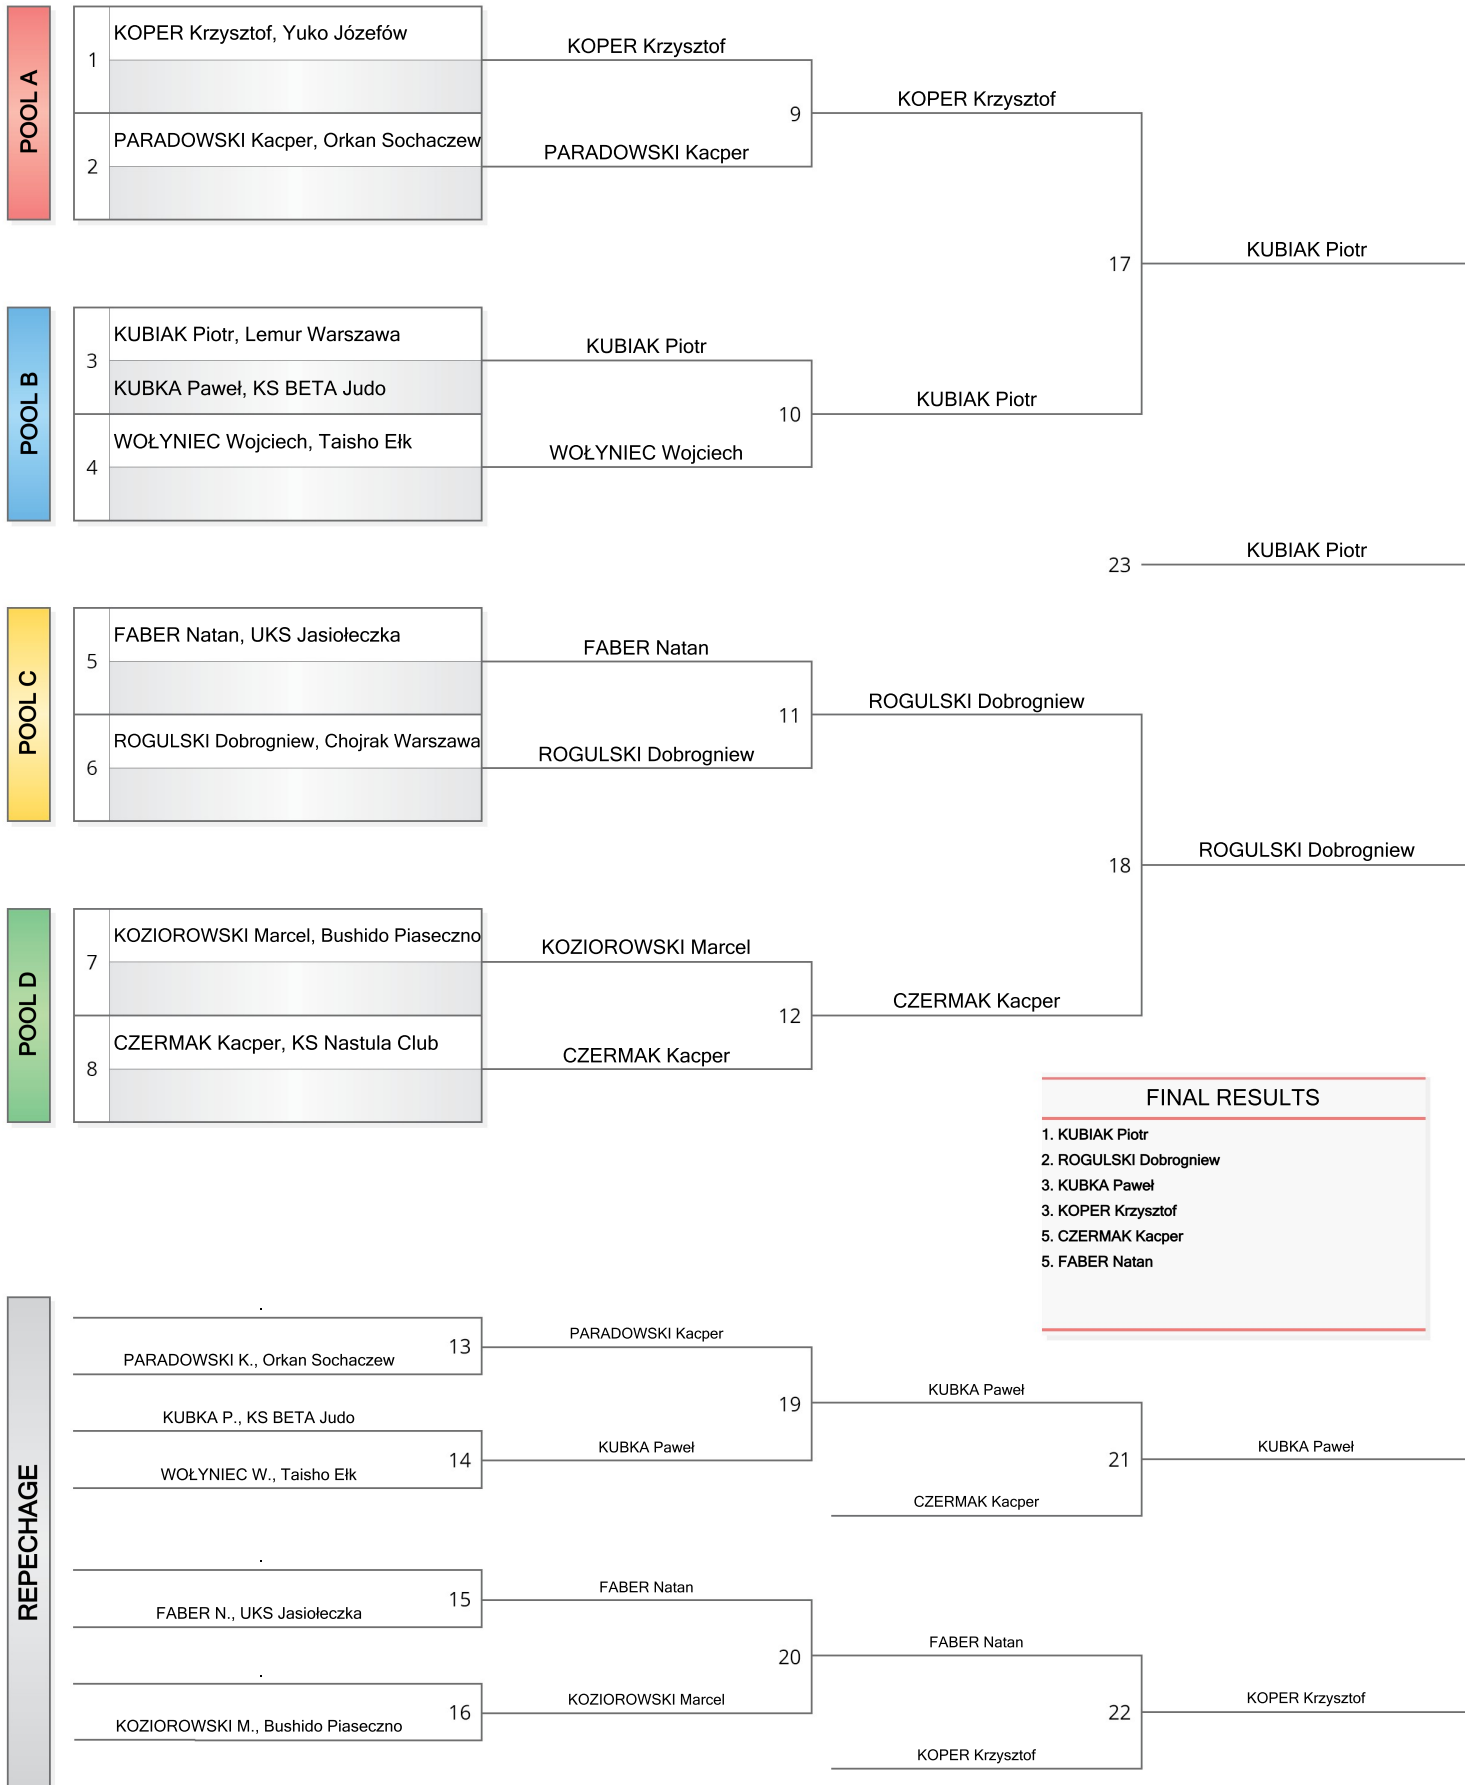 POOL A
1
KOPER Krzysztof, Yuko Józefów
2
PARADOWSKI Kacper, Orkan Sochaczew
KOPER Krzysztof
PARADOWSKI Kacper
9
KOPER Krzysztof
POOL B
3
KUBIAK Piotr, Lemur Warszawa
KUBKA Paweł, KS BETA Judo
4
WOŁYNIEC Wojciech, Taisho Ełk
KUBIAK Piotr
WOŁYNIEC Wojciech
10
KUBIAK Piotr
17
KUBIAK Piotr
23
KUBIAK Piotr
POOL C
5
FABER Natan, UKS Jasiołeczka
6
ROGULSKI Dobrogniew, Chojrak Warszawa
FABER Natan
ROGULSKI Dobrogniew
11
ROGULSKI Dobrogniew
POOL D
7
KOZIOROWSKI Marcel, Bushido Piaseczno
8
CZERMAK Kacper, KS Nastula Club
KOZIOROWSKI Marcel
CZERMAK Kacper
12
CZERMAK Kacper
18
ROGULSKI Dobrogniew
FINAL RESULTS
1. KUBIAK Piotr
2. ROGULSKI Dobrogniew
3. KUBKA Paweł
3. KOPER Krzysztof
5. CZERMAK Kacper
5. FABER Natan
REPECHAGE
.
PARADOWSKI K., Orkan Sochaczew
13
KUBKA P., KS BETA Judo
WOŁYNIEC W., Taisho Ełk
14
PARADOWSKI Kacper
KUBKA Paweł
19
KUBKA Paweł
CZERMAK Kacper
21
KUBKA Paweł
.
FABER N., UKS Jasiołeczka
15
.
KOZIOROWSKI M., Bushido Piaseczno
16
FABER Natan
KOZIOROWSKI Marcel
20
FABER Natan
KOPER Krzysztof
22
KOPER Krzysztof